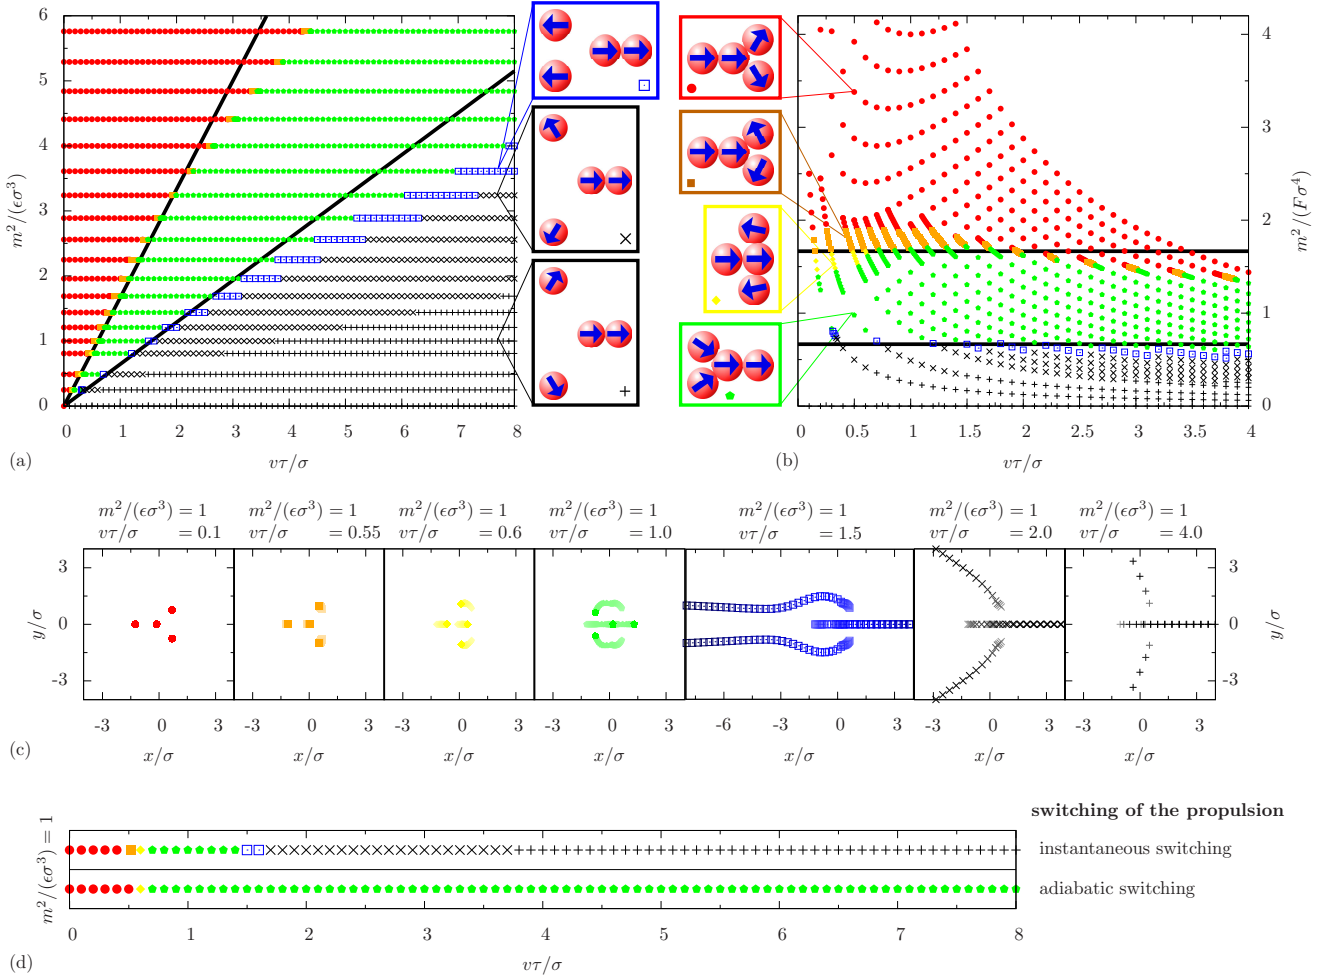 6
5
4
3
2
1
0
m²/(ϵσ³)
0 1 2 3 4 5 6 7 8
(a)
vτ/σ
4
3
2
1
0
m²/(Fσ⁴)
0 0.5 1 1.5 2 2.5 3 3.5 4
(b)
vτ/σ
m²/(ϵσ³) = 1
vτ/σ = 0.1
m²/(ϵσ³) = 1
vτ/σ = 0.55
m²/(ϵσ³) = 1
vτ/σ = 0.6
m²/(ϵσ³) = 1
vτ/σ = 1.0
m²/(ϵσ³) = 1
vτ/σ = 1.5
m²/(ϵσ³) = 1
vτ/σ = 2.0
m²/(ϵσ³) = 1
vτ/σ = 4.0
y/σ
3
0
-3
3
0
-3
y/σ
-3 0 3
-3 0 3
-3 0 3
-3 0 3
-6 -3 0 3
-3 0 3
-3 0 3
(c)
x/σ
x/σ
x/σ
x/σ
x/σ
x/σ
x/σ
switching of the propulsion
m²/(ϵσ³) = 1
instantaneous switching
adiabatic switching
0 1 2 3 4 5 6 7 8
(d)
vτ/σ